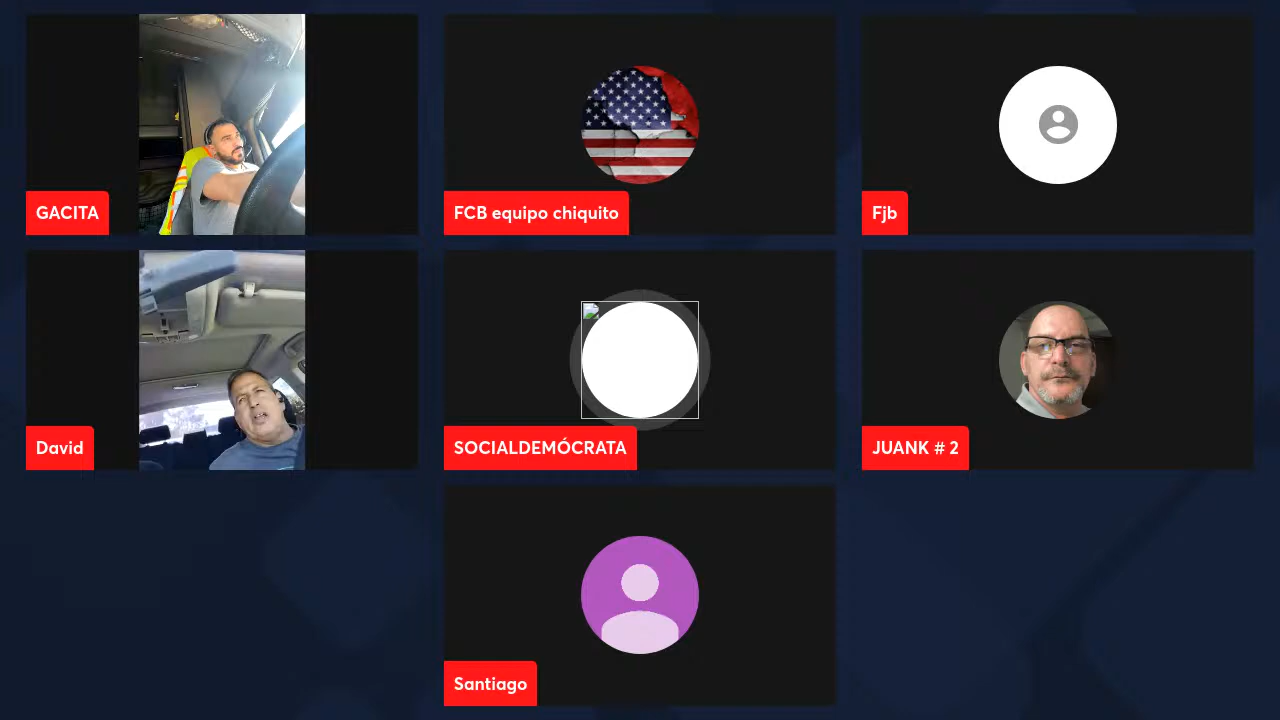 GACITA
FCB equipo chiquito
Fjb
David
SOCIALDEMÓCRATA
JUANK # 2
Santiago